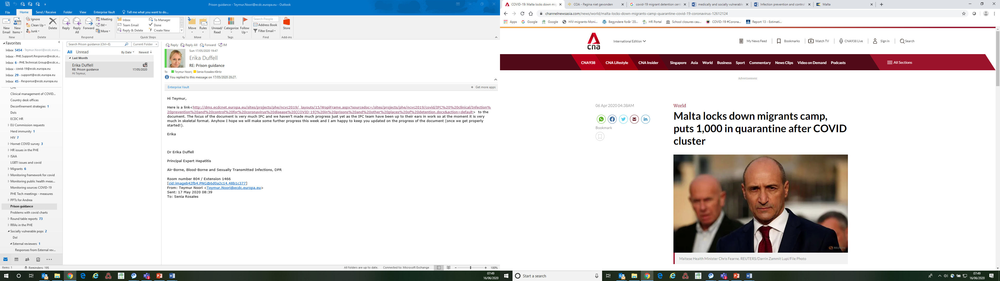 Prison guidance - Teymur.Noori@ecdc.europa.eu - Outlook
File Home Send / Receive Folder View Enterprise Vault Tell me what you want to do...
New Email
New Items
New
Ignore
Clean Up
Junk
Delete
Delete
Reply
Reply All
Forward
Meeting
IM
More
Respond
Inbox
Team Email
Reply & Delete
To Manager
Done
Create New
Quick Steps
Move
Rules
Move
Unread/ Read
Categorize
Follow Up
Tags
Search People
Address Book
Filter Email
Find
Store
Add-ins
Favorites
Inbox 5454 - Teymur.Noori@ecdc.euro...
Inbox - PHE.Support.Response@ecdc.e...
Inbox 6 - PHE.Technical.Group@ecdc.e...
Inbox - covid-19@ecdc.europa.eu
Inbox 29 - support@ecdc.europa.eu
Inbox 45 - Response@ecdc.europa.eu
CPR
Clinical management of COVID...
Country desk offices
Deconfinement strategies 1
DoIs
ECDC HR
EU Commission requests
Herd immunity 1
HIV 7
Hornet COVID survey 3
HR issues in the PHE
ISAA
LGBTI issues and covid
Migrants 6
Monitoring framework for covid
Monitoring public health meas...
Monitoring sources COVID-19
PHE Tech meetings - measures
PPTs for Andrea
Prison guidance
Problems with covid charts
Round table reports 73
RRAs in the PHE
Socially vulnerable pops 2
DoI
External reviewers 1
Responses from External rev...
Search Prison guidance (Ctrl+E) Current Folder
All Unread By Date Newest
Last Month
Erika Duffell
RE: Prison guidance 17/05/2020
Hi Teymur,
Reply Reply All Forward IM
Sun 17/05/2020 19:47
Erika Duffell
RE: Prison guidance
To Teymur Noori; Senia Rosales-Klintz
You replied to this message on 17/05/2020 20:27.
Enterprise Vault + Get more apps
Hi Teymur,
Here is a link<http://dms.ecdcnet.europa.eu/sites/projects/phe/ncvc2019/_layouts/15/WopiFrame.aspx?sourcedoc=/sites/projects/phe/ncvc2019/covid/IPC%20%20clinical/Infection%
20prevention%20and%20control%20for%20coronavirus%20disease%20(COVID-19)%20in%20prisons%20and%20other%20places%20of%20detention.docx&action=default> to the
document. The focus of the document is very much IPC and we haven't made much progress just yet as the IPC team have been up to their ears in work so at the moment it is very
much in skeletal format. Anyhow I hope we will make some further progress this week and I am happy to keep you updated on the progress of the document (once we get properly
started!).
Erika
Dr Erika Duffell
Principal Expert Hepatitis
Air-Borne, Blood-Borne and Sexually Transmitted Infections, DPR
Room number 804 / Extension 1466
[cid:imageb42fb4.PNG@6d0a2c14.48b1c377]
From: Teymur Noori <Teymur.Noori@ecdc.europa.eu>
Sent: 17 May 2020 08:39
To: Senia Rosales
Items: 1 Reminders: 195 All folders are up to date. Connected to: Microsoft Exchange 100%
07:49
16/06/2020
COVID-19: Malta locks down mig COA - Pagina niet gevonden covid-19 migrant detention cent medically and socially vulnerable Infection prevention and control Malta
channelnewsasia.com/news/world/malta-locks-down-migrants-camp-quarantine-covid-19-coronavirus-12612124
Apps Google Google HIV-migrants-Moni... Begyndere forår '20... HR Portal School closures cau... COVID-19 #Corona... Report 13 - Estimati...
cna
International Edition
My News Feed Bookmarks Watch TV CNA938 Live Sign in Search
CNA938 CNA Lifestyle CNA Insider Singapore Asia World Business Sport Commentary News Clips Video on Demand Podcasts All Sections
Advertisement
06 Apr 2020 04:38AM
Bookmark
World
Malta locks down migrants camp,
puts 1,000 in quarantine after COVID
cluster
REUTERS
Maltese Health Minister Chris Fearne. REUTERS/Darrin Zammit Lupi/File Photo
Start a search
07:49
16/06/2020